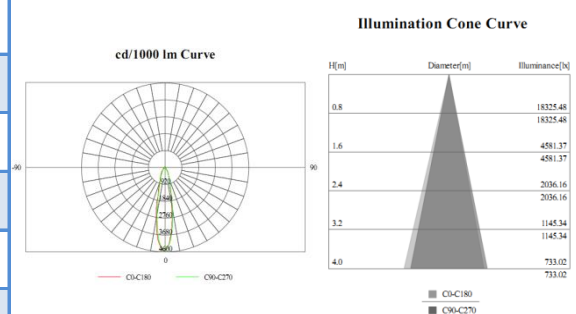 cd/1000 lm Curve
-90
90
920
1840
2760
3680
4600
0
C0-C180
C90-C270
Illumination Cone Curve
H[m]
Diameter[m]
Illuminance[lx]
0.8
18325.48
18325.48
1.6
4581.37
4581.37
2.4
2036.16
2036.16
3.2
1145.34
1145.34
4.0
733.02
733.02
C0-C180
C90-C270